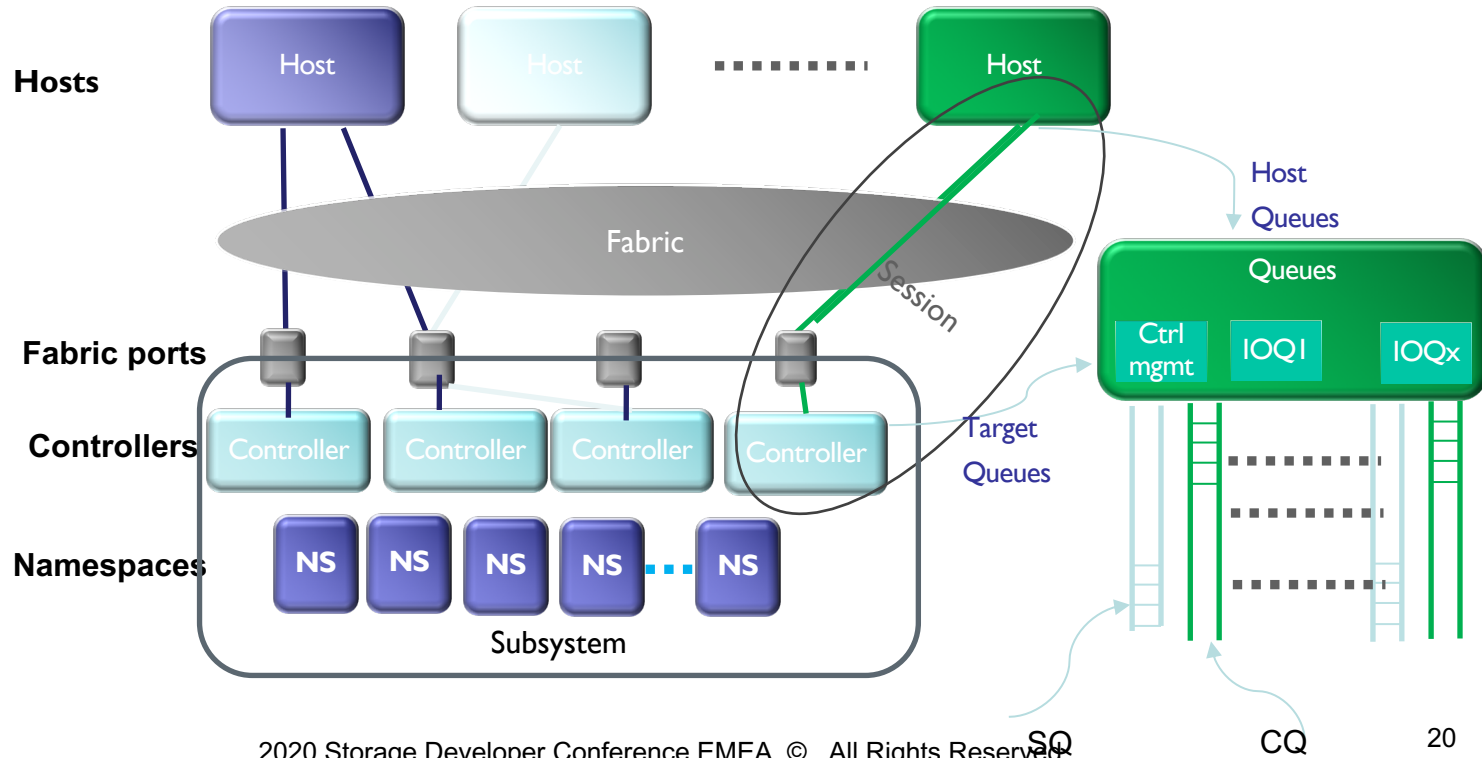 Hosts
Host
Host
Host
Host
Queues
Fabric
Session
Queues
Ctrl
mgmt
IOQ1
IOQx
Fabric ports
Controllers
Controller
Controller
Controller
Controller
Target
Queues
Namespaces
NS
NS
NS
NS
NS
Subsystem
SQ
CQ
2020 Storage Developer Conference EMEA. © All Rights Reserved.
20